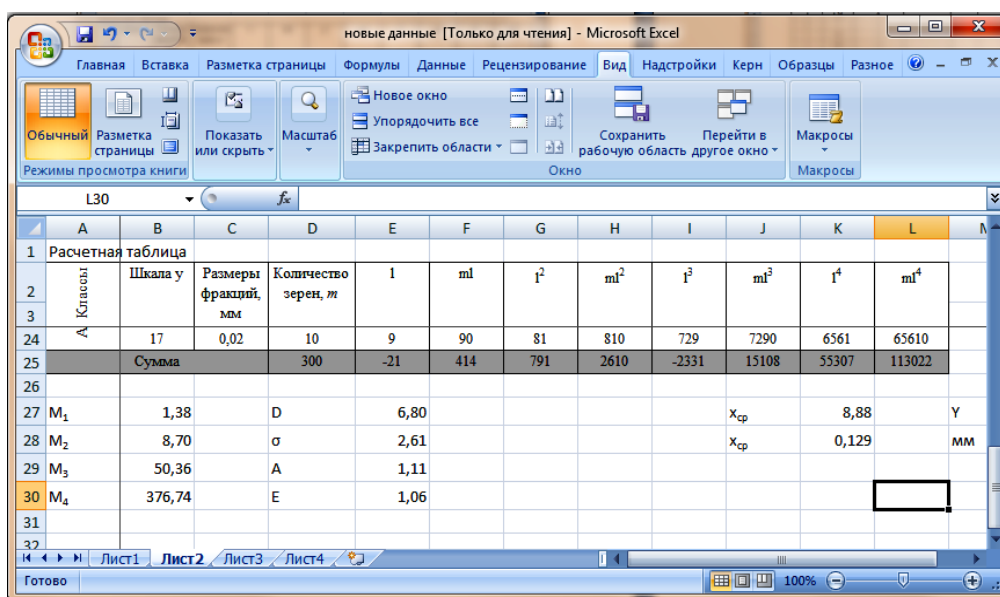 новые данные [Только для чтения] - Microsoft Excel
Главная Вставка Разметка страницы Формулы Данные Рецензирование Вид Надстройки Керн Образцы Разное
Обычный Разметка страницы Показать или скрыть Масштаб Новое окно Упорядочить все Закрепить области Сохранить рабочую область Перейти в другое окно Макросы
Режимы просмотра книги Окно Макросы
L30 fx
A B C D E F G H I J K L
1 Расчетная таблица
2 3 Классы А Шкала у Размеры фракций, мм Количество зерен, m l ml l² ml² l³ ml³ l⁴ ml⁴
24 17 0,02 10 9 90 81 810 729 7290 6561 65610
25 Сумма 300 -21 414 791 2610 -2331 15108 55307 113022
26
27 M₁ 1,38 D 6,80 xср 8,88 Y
28 M₂ 8,70 σ 2,61 xср 0,129 мм
29 M₃ 50,36 A 1,11
30 M₄ 376,74 E 1,06
31
32
Лист1 Лист2 Лист3 Лист4
Готово 100%